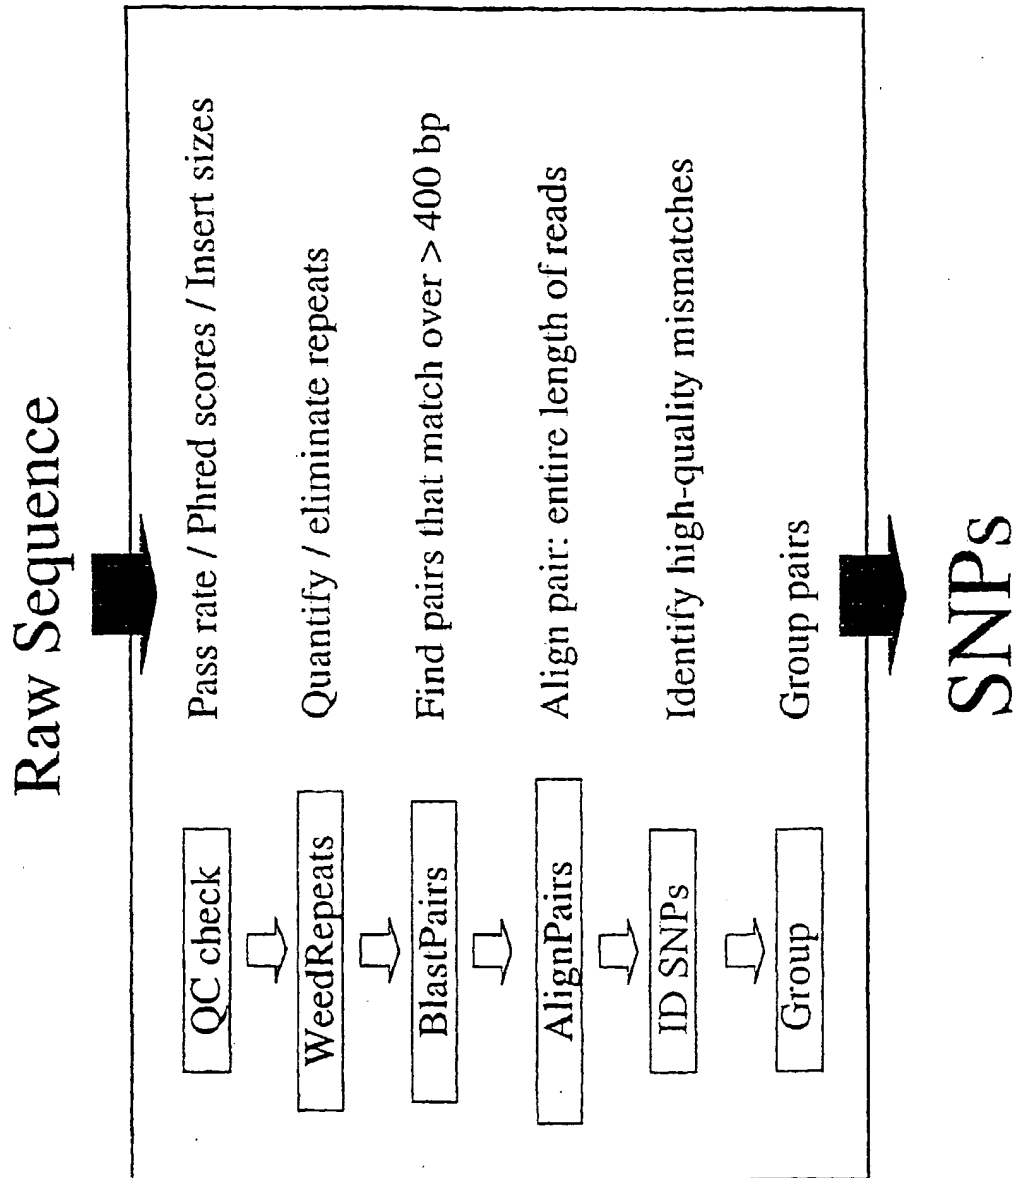 Raw Sequence
QC check
Pass rate / Phred scores / Insert sizes
WeedRepeats
Quantify / eliminate repeats
BlastPairs
Find pairs that match over > 400 bp
AlignPairs
Align pair: entire length of reads
ID SNPs
Identify high-quality mismatches
Group
Group pairs
SNPs